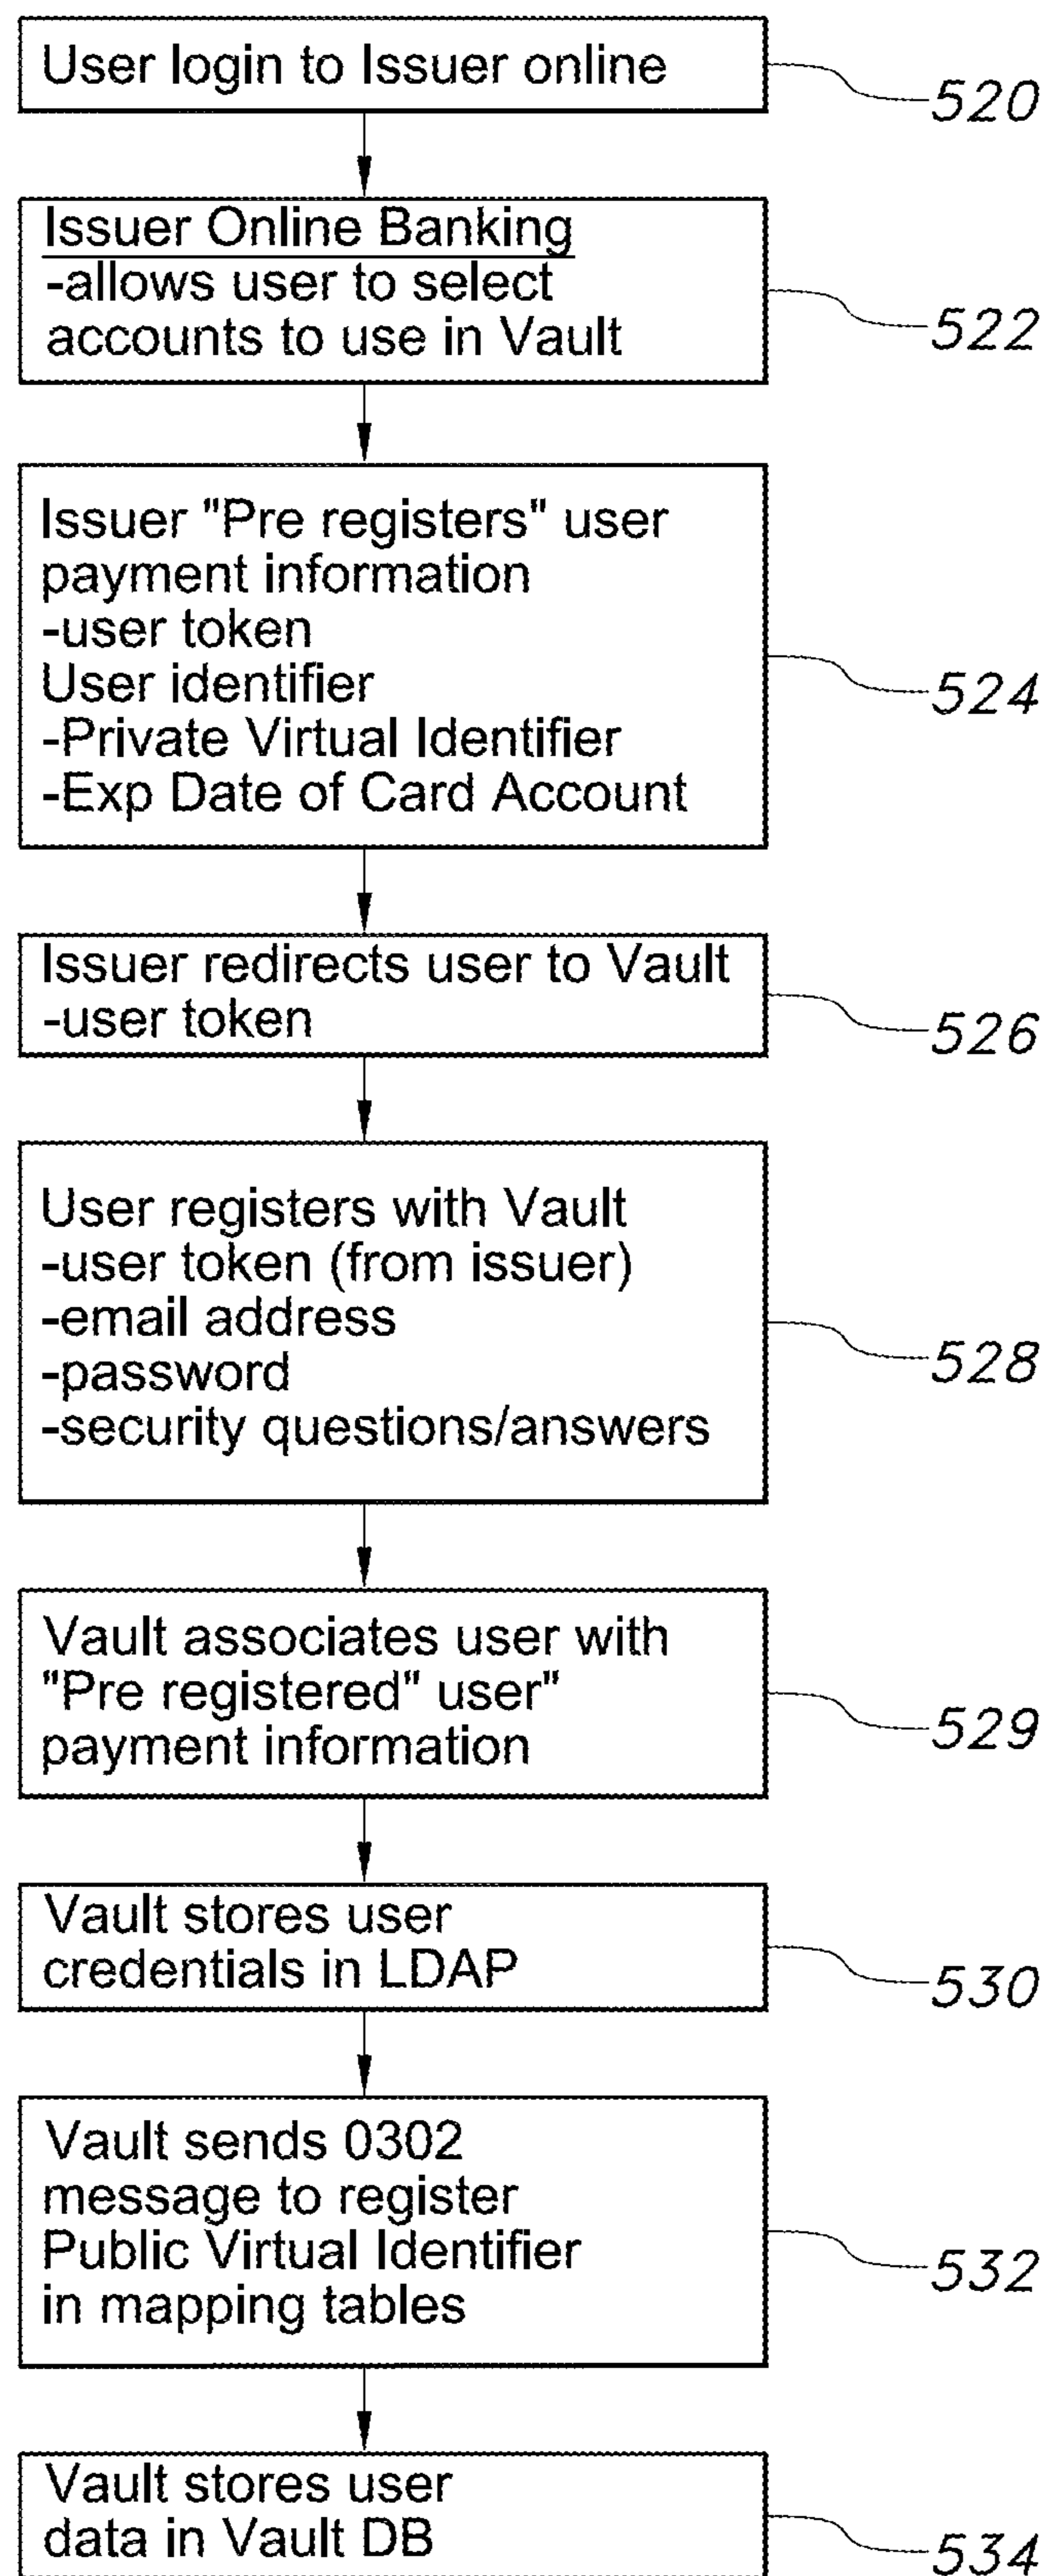 User login to Issuer online
520
Issuer Online Banking
-allows user to select
accounts to use in Vault
522
Issuer "Pre registers" user
payment information
-user token
User identifier
-Private Virtual Identifier
-Exp Date of Card Account
524
Issuer redirects user to Vault
-user token
526
User registers with Vault
-user token (from issuer)
-email address
-password
-security questions/answers
528
Vault associates user with
"Pre registered" user"
payment information
529
Vault stores user
credentials in LDAP
530
Vault sends 0302
message to register
Public Virtual Identifier
in mapping tables
532
Vault stores user
data in Vault DB
534